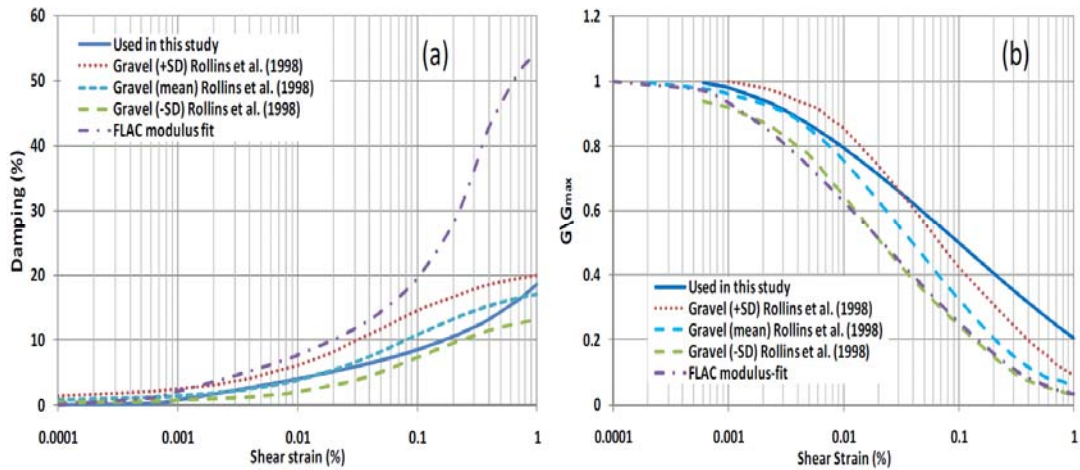 60
50
40
30
20
10
0
Damping (%)
Used in this study
Gravel (+SD) Rollins et al. (1998)
Gravel (mean) Rollins et al. (1998)
Gravel (-SD) Rollins et al. (1998)
FLAC modulus fit
(a)
0.0001 0.001 0.01 0.1 1
Shear strain (%)
1.2
1
0.8
0.6
0.4
0.2
0
G\Gmax
(b)
Used in this study
Gravel (+SD) Rollins et al. (1998)
Gravel (mean) Rollins et al. (1998)
Gravel (-SD) Rollins et al. (1998)
FLAC modulus-fit
0.0001 0.001 0.01 0.1 1
Shear Strain (%)